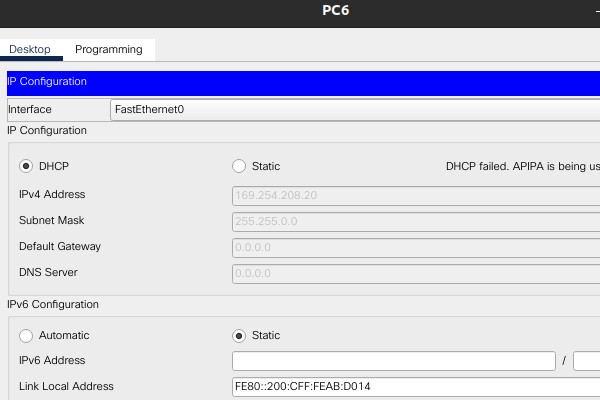 PC6
Desktop Programming
IP Configuration
Interface FastEthernet0
IP Configuration
DHCP Static DHCP failed. APIPA is being us
IPv4 Address 169.254.208.20
Subnet Mask 255.255.0.0
Default Gateway 0.0.0.0
DNS Server 0.0.0.0
IPv6 Configuration
Automatic Static
IPv6 Address /
Link Local Address FE80::200:CFF:FEAB:D014